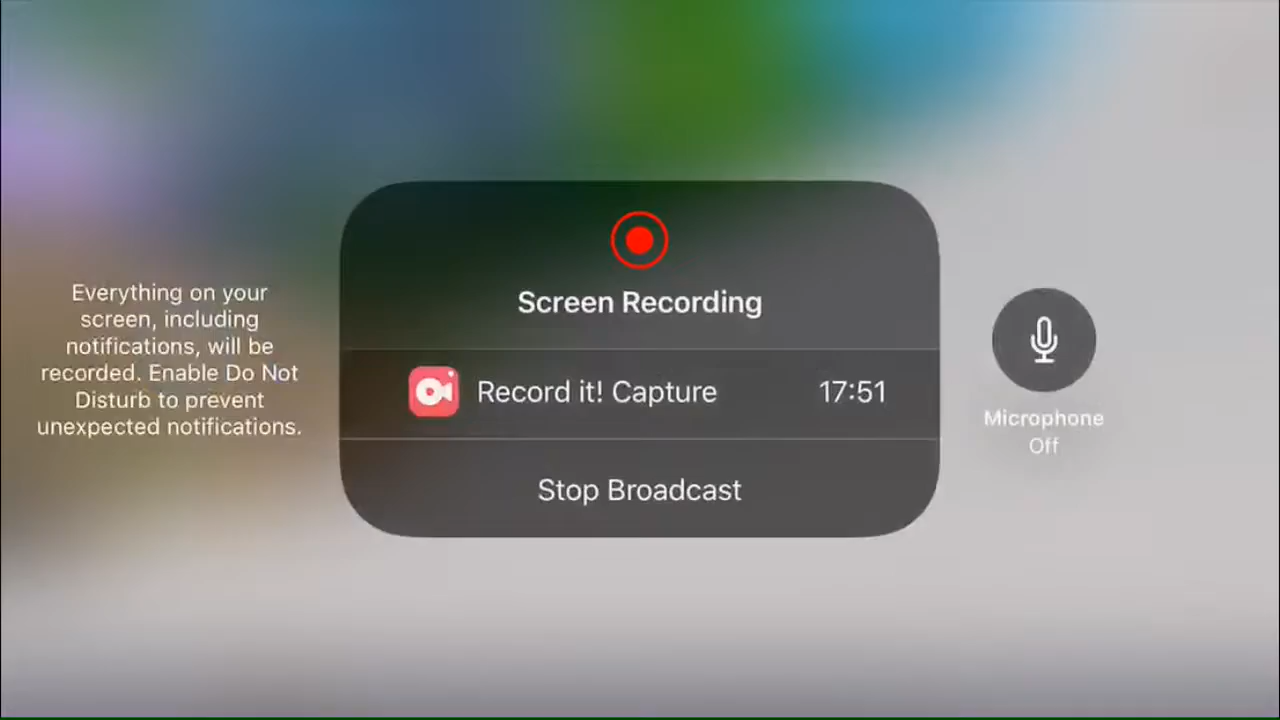 Everything on your
screen, including
notifications, will be
recorded. Enable Do Not
Disturb to prevent
unexpected notifications.
Screen Recording
Record it! Capture 17:51
Stop Broadcast
Microphone
Off